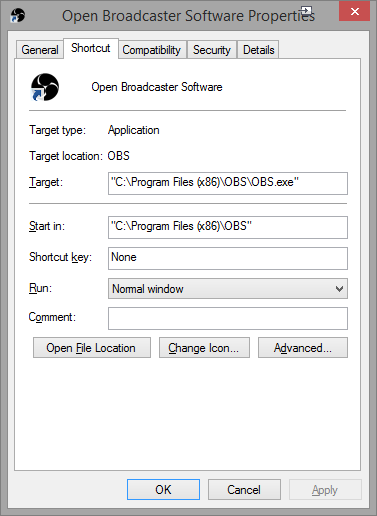 Open Broadcaster Software Properties
General Shortcut Compatibility Security Details
Open Broadcaster Software
Target type: Application
Target location: OBS
Target: "C:\Program Files (x86)\OBS\OBS.exe"
Start in: "C:\Program Files (x86)\OBS"
Shortcut key: None
Run: Normal window
Comment:
Open File Location Change Icon... Advanced...
OK Cancel Apply